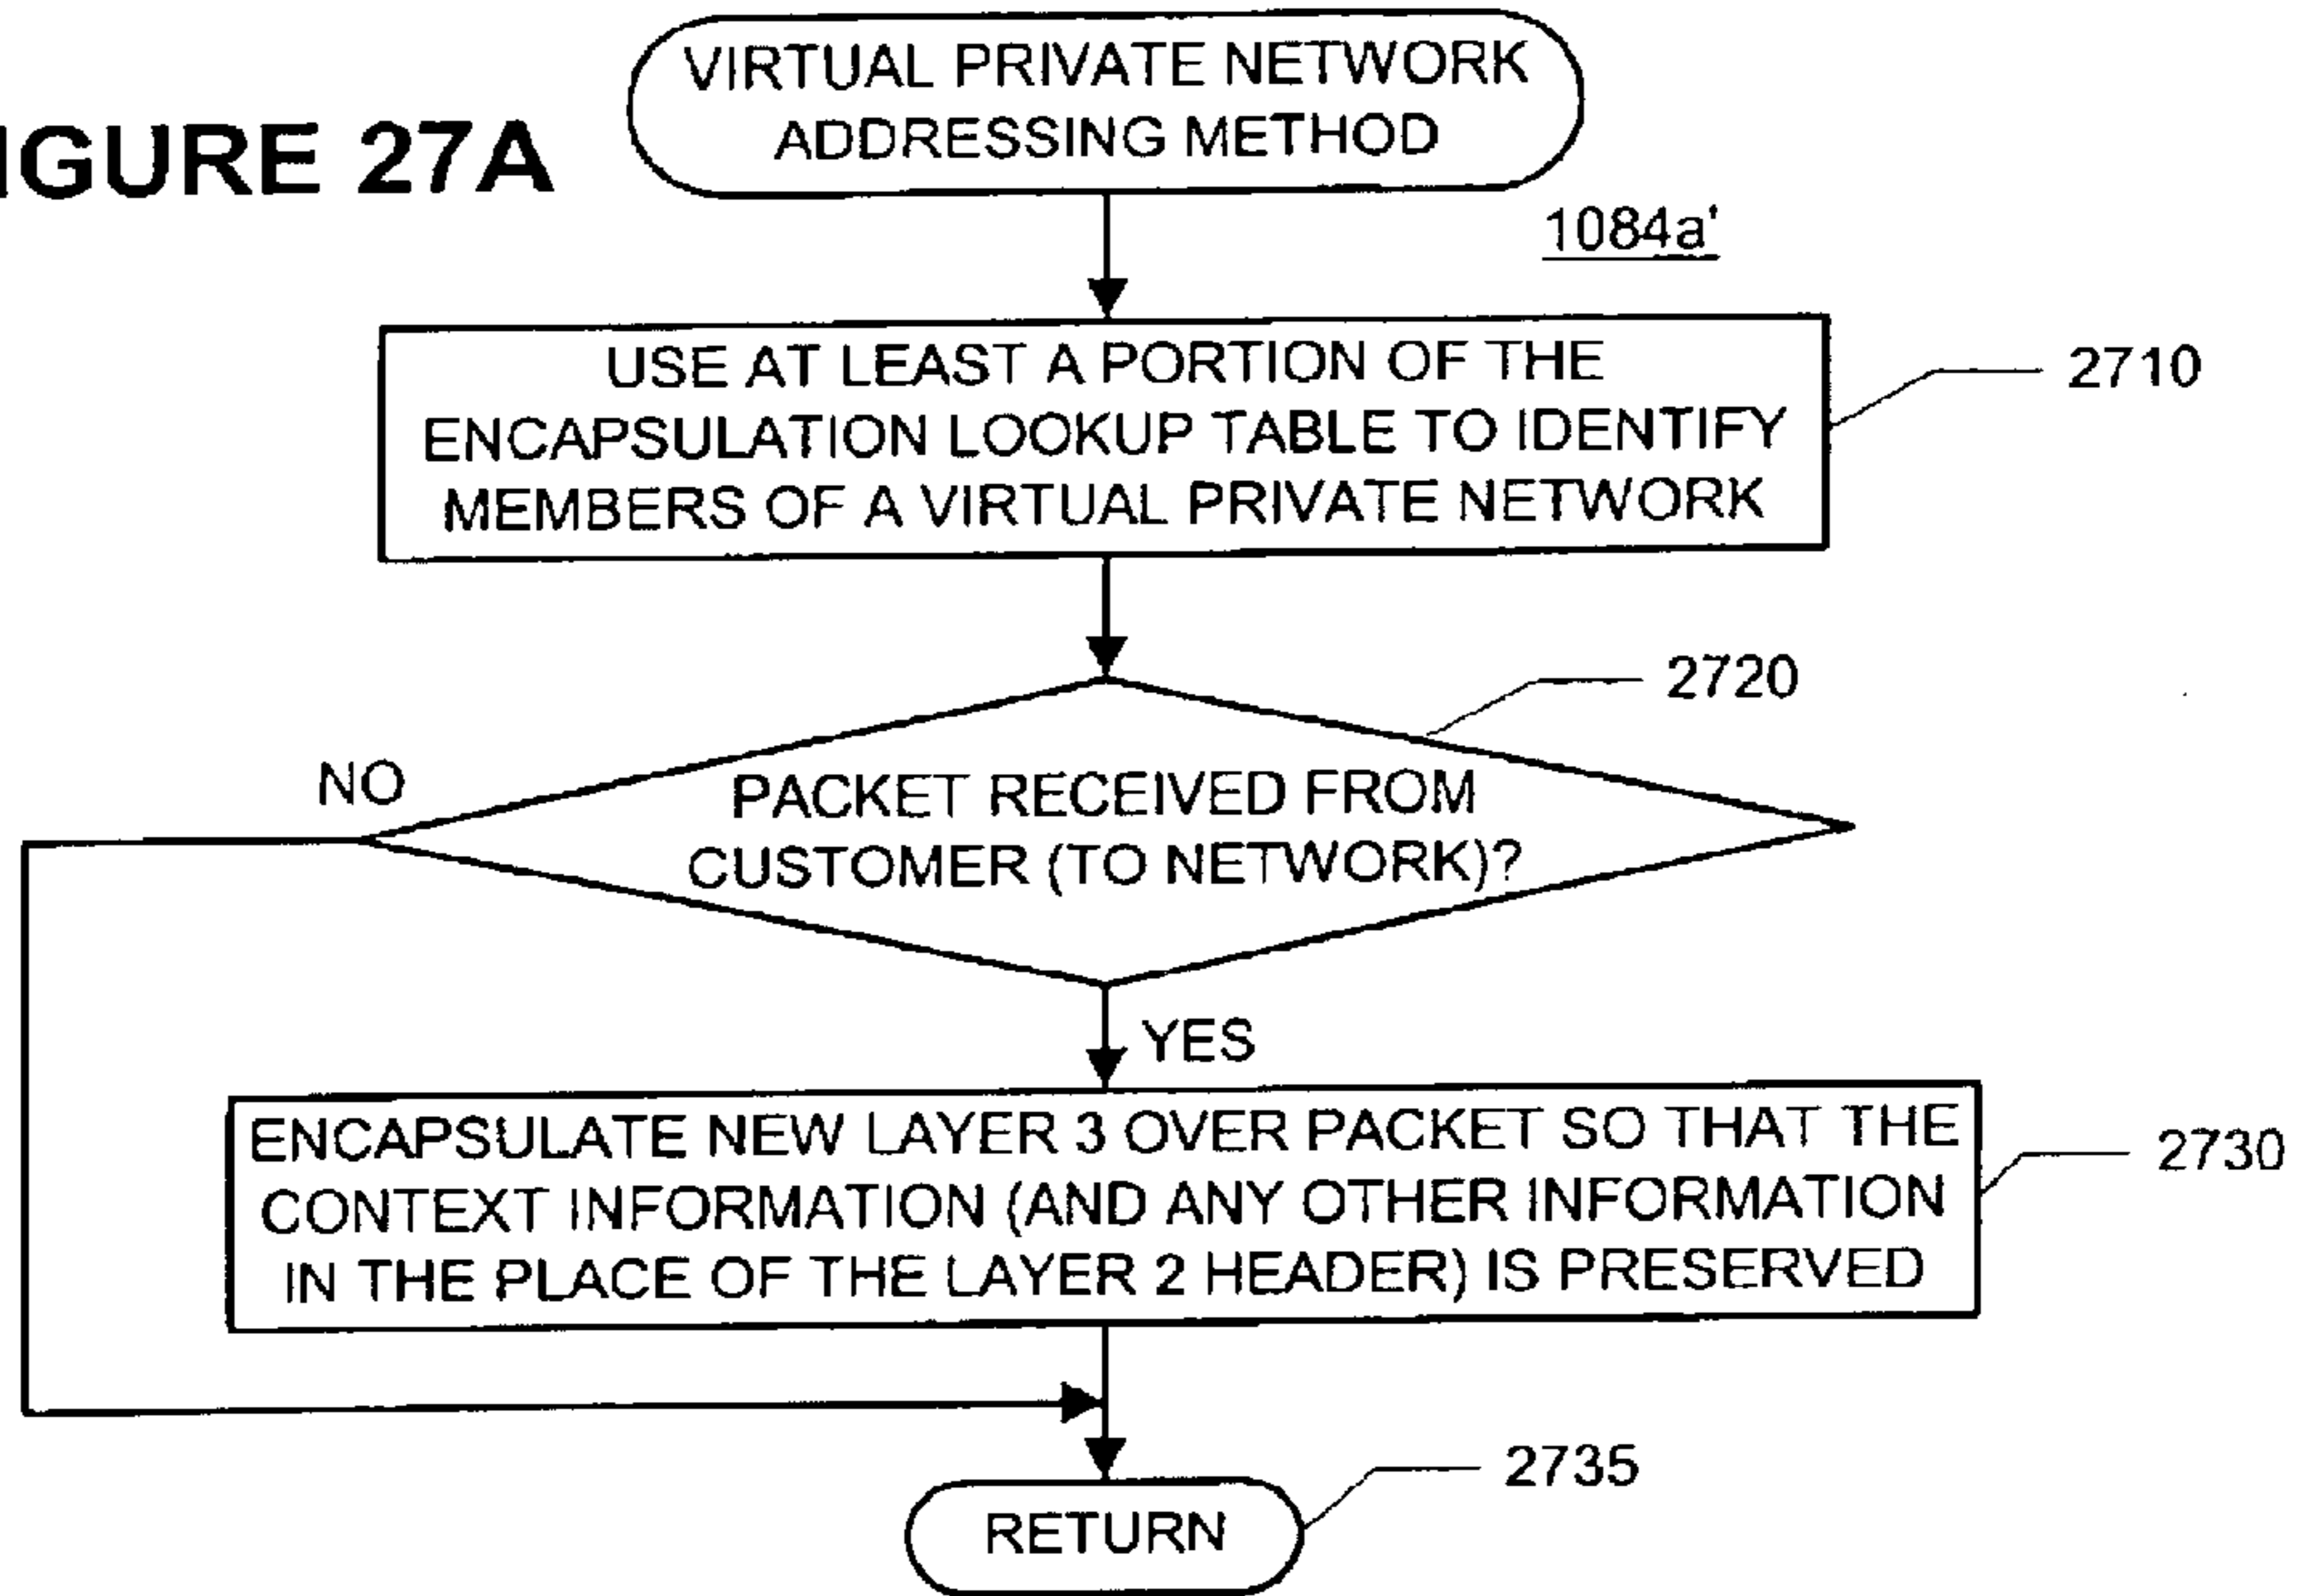 VIRTUAL PRIVATE NETWORK
ADDRESSING METHOD
IGURE 27A
1084a'
USE AT LEAST A PORTION OF THE
ENCAPSULATION LOOKUP TABLE TO IDENTIFY
MEMBERS OF A VIRTUAL PRIVATE NETWORK
2710
2720
NO
PACKET RECEIVED FROM
CUSTOMER (TO NETWORK)?
YES
ENCAPSULATE NEW LAYER 3 OVER PACKET SO THAT THE
CONTEXT INFORMATION (AND ANY OTHER INFORMATION
IN THE PLACE OF THE LAYER 2 HEADER) IS PRESERVED
2730
2735
RETURN